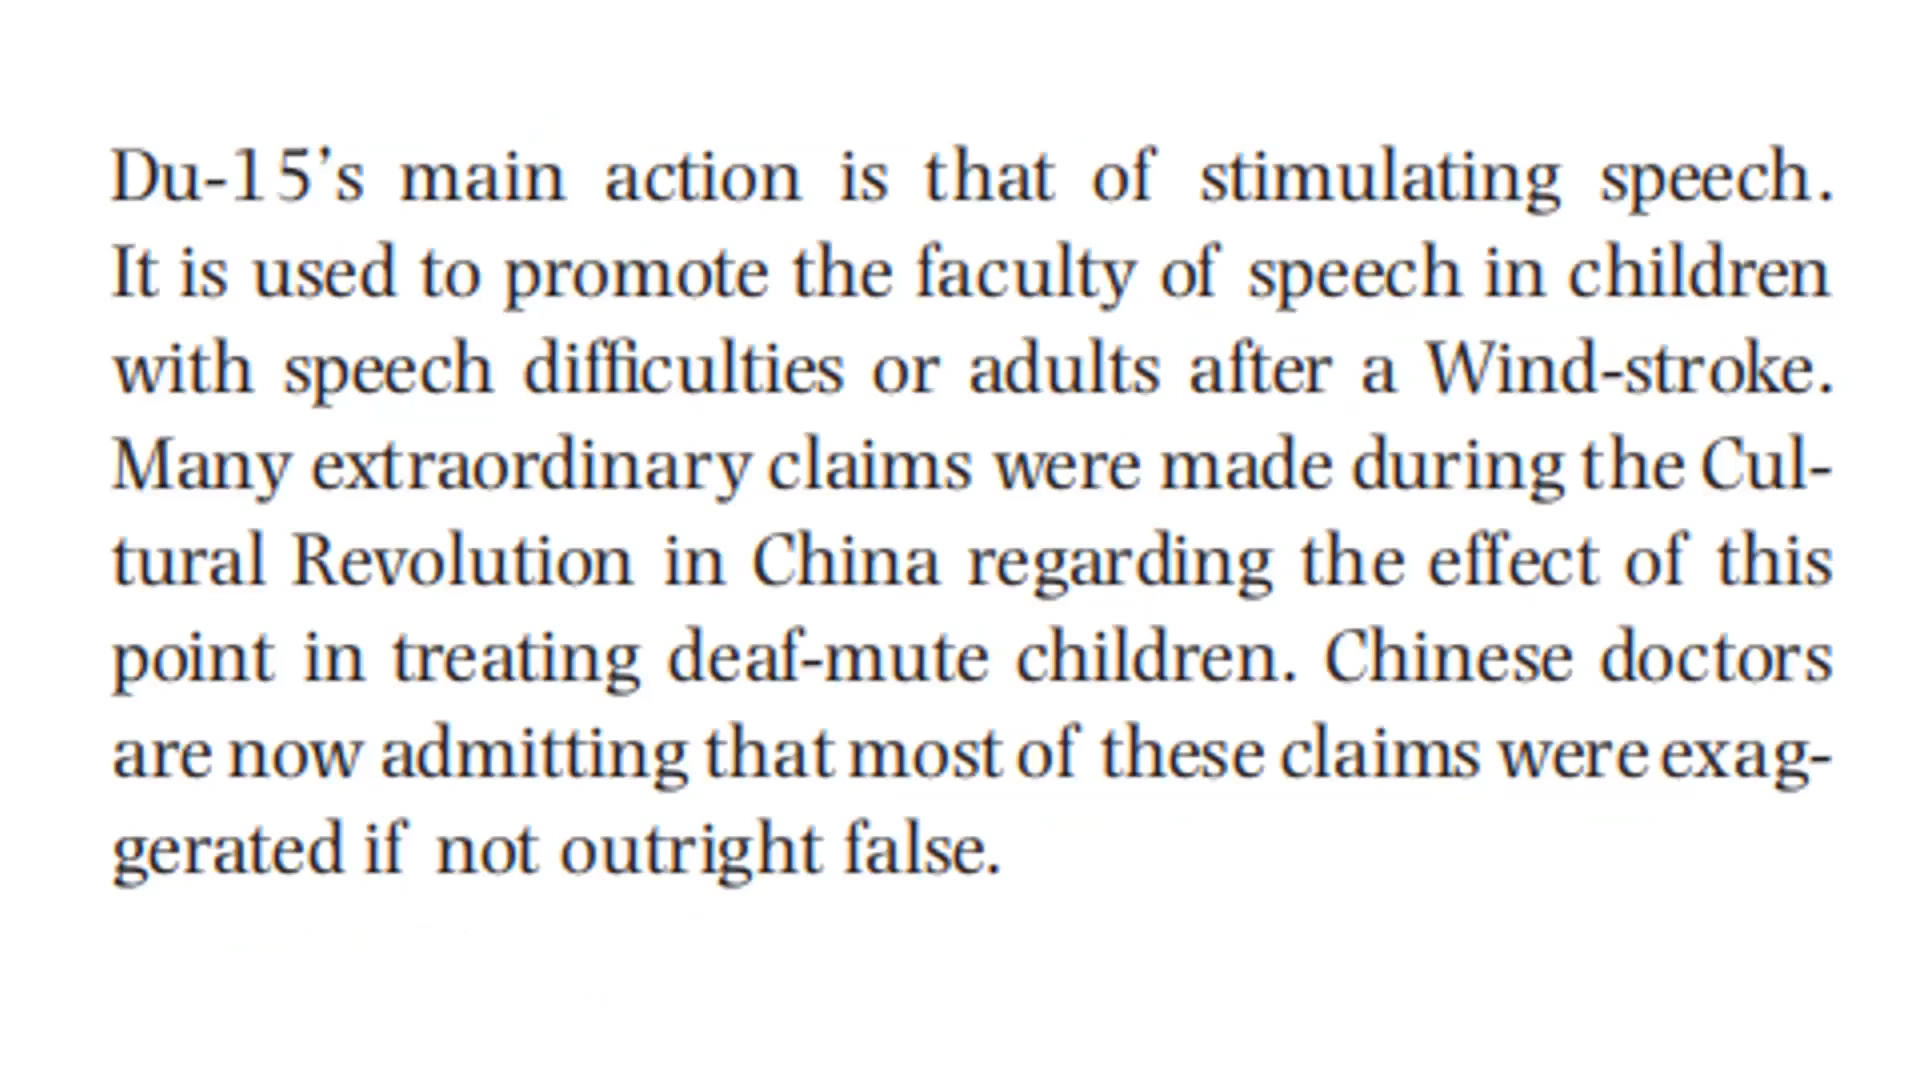 Du-15’s main action is that of stimulating speech.
It is used to promote the faculty of speech in children
with speech difficulties or adults after a Wind-stroke.
Many extraordinary claims were made during the Cul-
tural Revolution in China regarding the effect of this
point in treating deaf-mute children. Chinese doctors
are now admitting that most of these claims were exag-
gerated if not outright false.